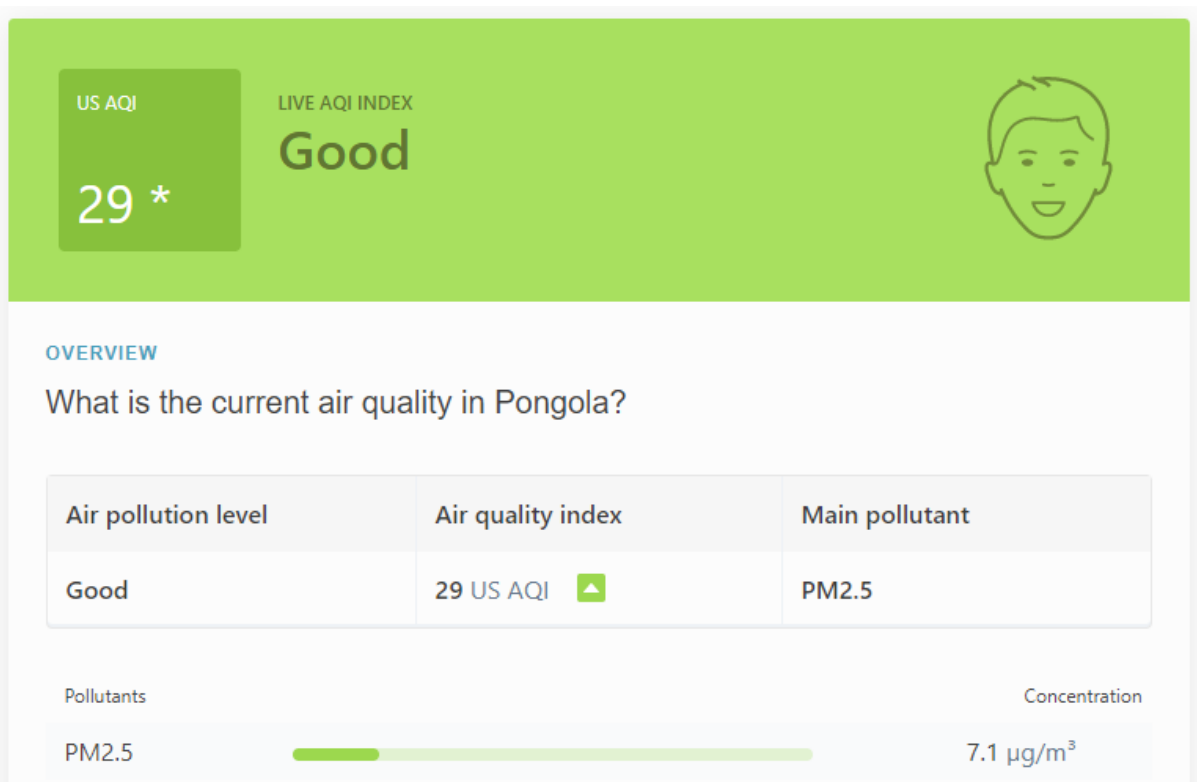 US AQI
29 *
LIVE AQI INDEX
Good
OVERVIEW
What is the current air quality in Pongola?
Air pollution level Air quality index Main pollutant
Good 29 US AQI PM2.5
Pollutants Concentration
PM2.5 7.1 µg/m³